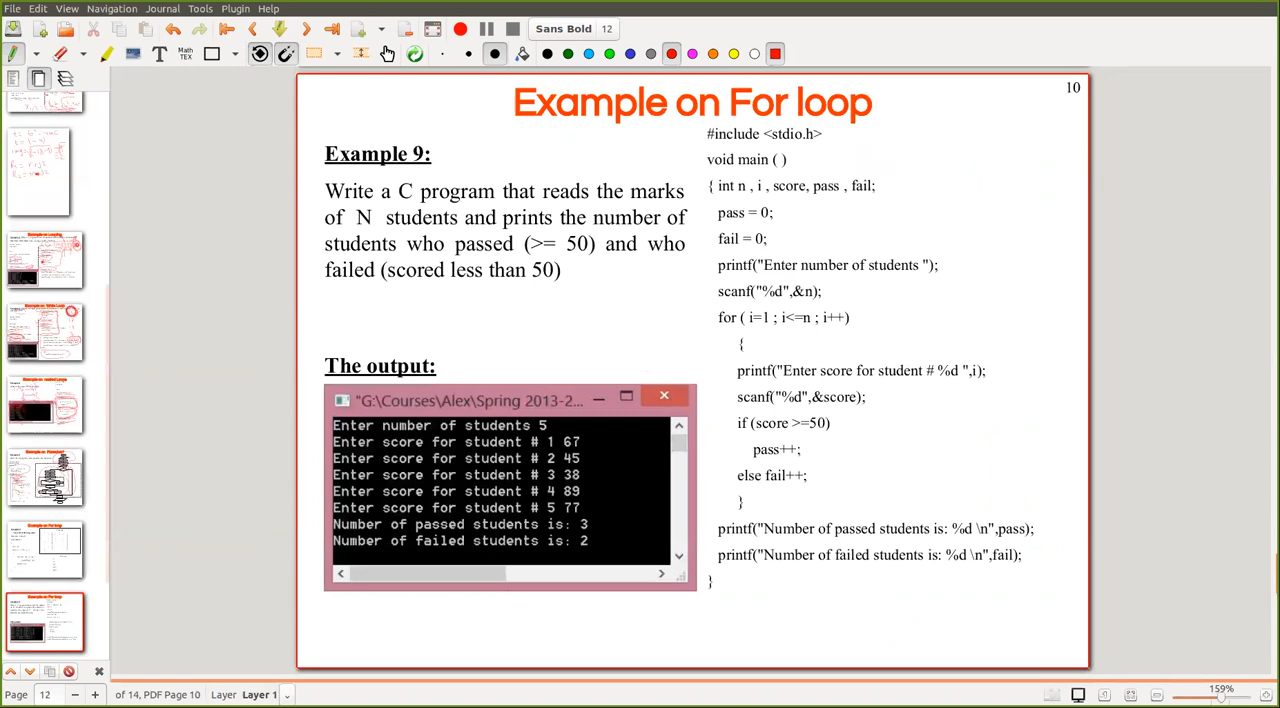 File Edit View Navigation Journal Tools Plugin Help
Sans Bold 12
Math
TEX
10
Example on For loop
Example 9:
Write a C program that reads the marks
of N students and prints the number of
students who passed (>= 50) and who
failed (scored less than 50)
The output:
"G:\Courses\Alex\Spring 2013-2...
Enter number of students 5
Enter score for student # 1 67
Enter score for student # 2 45
Enter score for student # 3 38
Enter score for student # 4 89
Enter score for student # 5 77
Number of passed students is: 3
Number of failed students is: 2
#include <stdio.h>
void main ( )
{ int n , i , score, pass , fail;
pass = 0;
fail = 0;
printf("Enter number of students ");
scanf("%d",&n);
for ( i=1 ; i<=n ; i++)
{
printf("Enter score for student # %d ",i);
scanf("%d",&score);
if (score >=50)
pass++;
else fail++;
}
printf("Number of passed students is: %d \n",pass);
printf("Number of failed students is: %d \n",fail);
}
Page 12 of 14, PDF Page 10 Layer Layer 1
159%